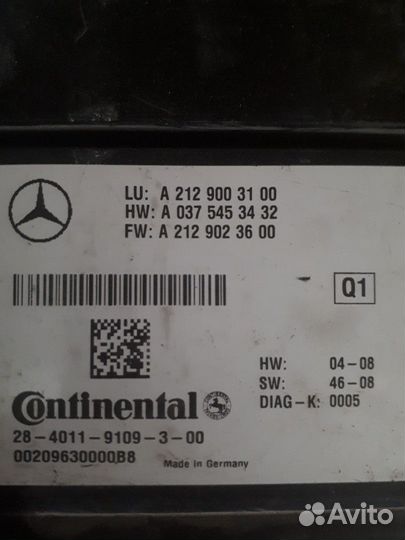 LU: A 212 900 31 00
HW: A 037 545 34 32
FW: A 212 902 36 00
Q1
Continental
HW: 04-08
SW: 46-08
DIAG-K: 0005
28-4011-9109-3-00
00209630000B8
Made in Germany
Avito